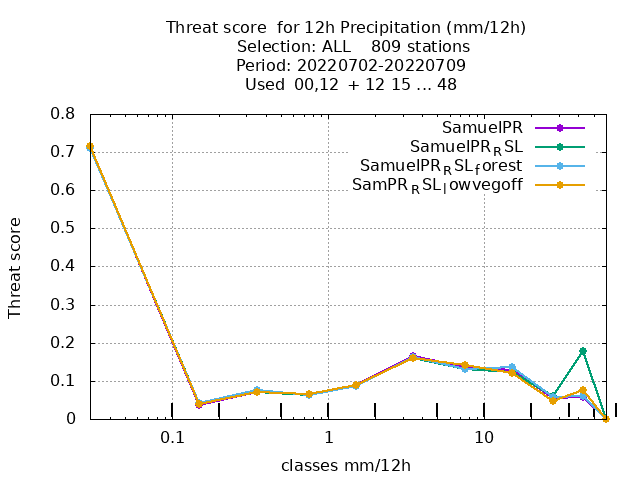 Threat score for 12h Precipitation (mm/12h)
Selection: ALL 809 stations
Period: 20220702-20220709
Used 00,12 + 12 15 ... 48
SamuelPR
SamuelPR_RSL
SamuelPR_RSL_forest
SamPR_RSL_lowvegoff
Threat score
0.8
0.7
0.6
0.5
0.4
0.3
0.2
0.1
0
0.1
1
10
classes mm/12h